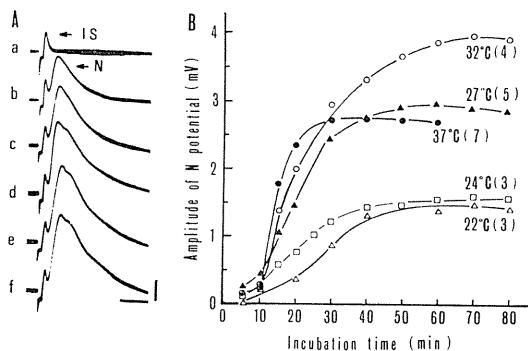 A
IS
N
a
b
c
d
e
f
B
Amplitude of N potential (mV)
4
3
2
1
0
0 10 20 30 40 50 60 70 80
Incubation time (min)
32°C(4)
27°C(5)
37°C(7)
24°C(3)
22°C(3)